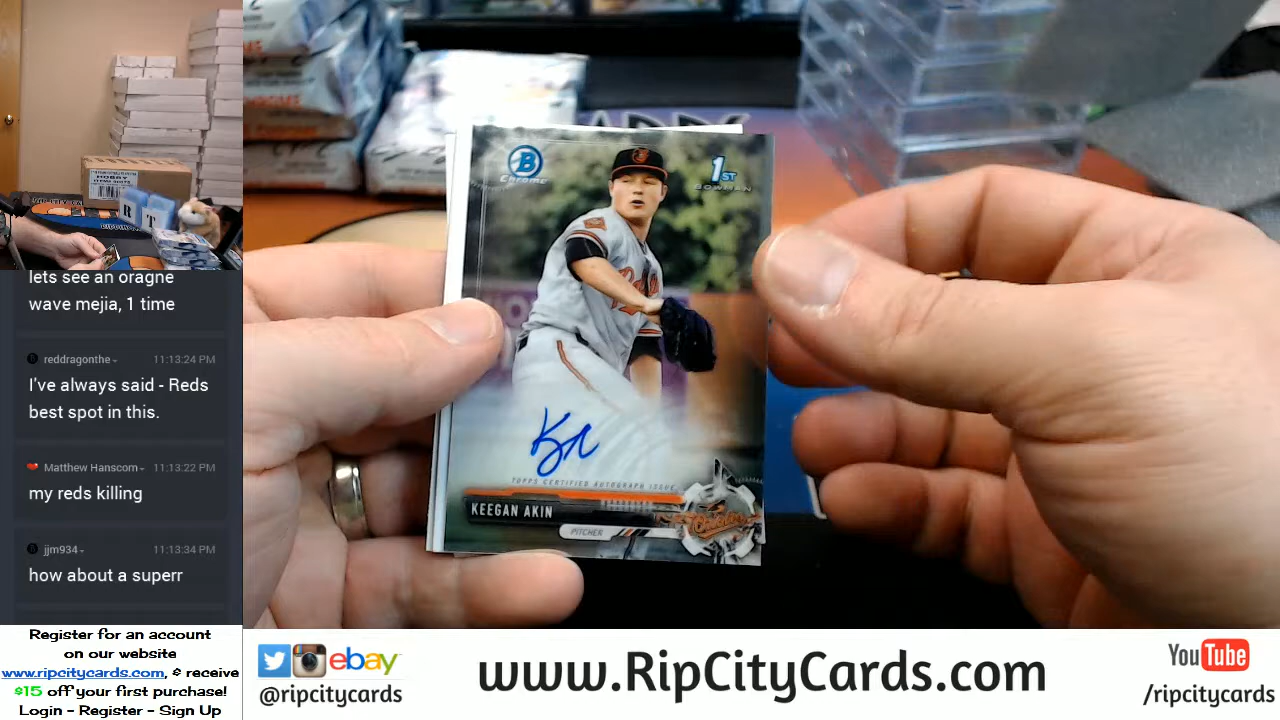 lets see an oragne
wave mejia, 1 time
reddragonthe
11:13:24 PM
I've always said - Reds
best spot in this.
Matthew Hanscom
11:13:22 PM
my reds killing
jjm934
11:13:34 PM
how about a superr
Register for an account
on our website
www.ripcitycards.com, & receive
$15 off your first purchase!
Login - Register - Sign Up
R T
B
Chrome
1ST
BOWMAN
TOPPS CERTIFIED AUTOGRAPH ISSUE
KEEGAN AKIN
PITCHER
Orioles
ebay
@ripcitycards
www.RipCityCards.com
YouTube
/ripcitycards